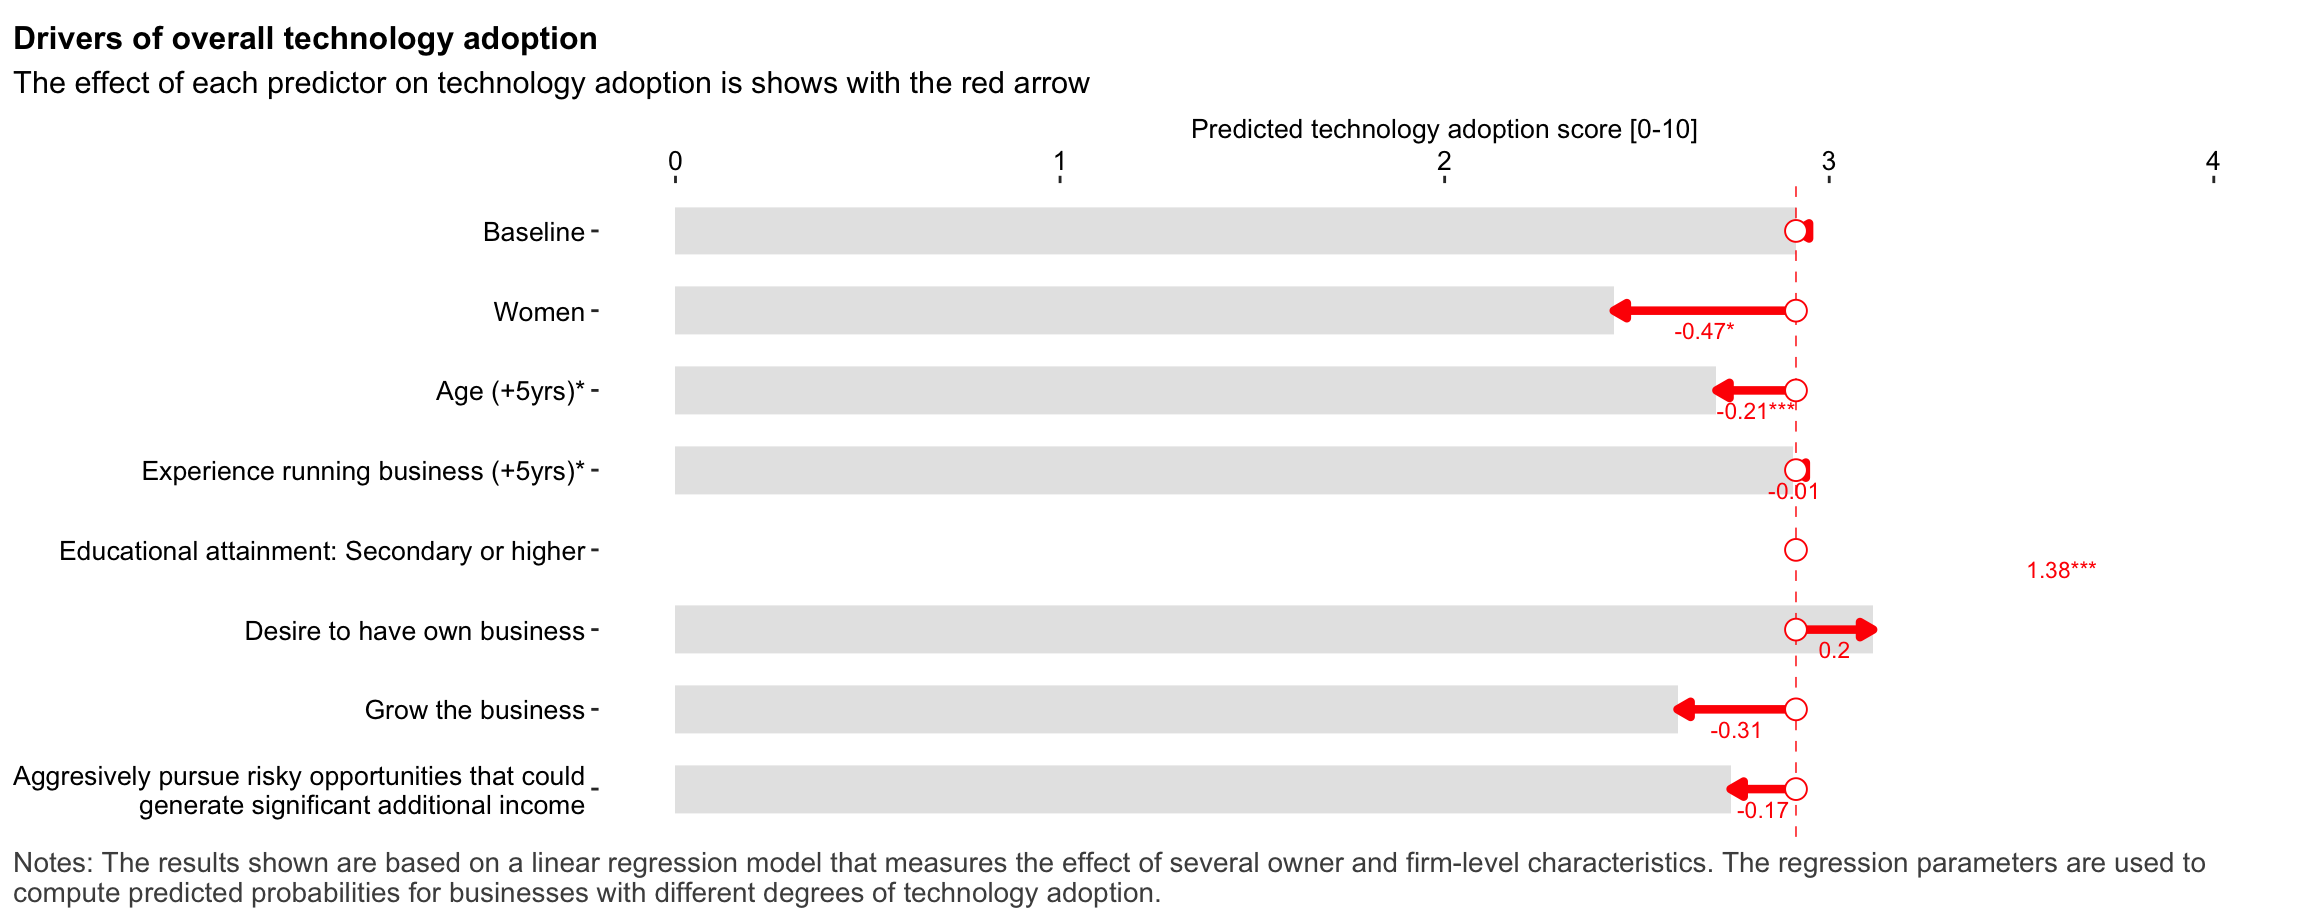 Drivers of overall technology adoption
The effect of each predictor on technology adoption is shows with the red arrow
Predicted technology adoption score [0-10]
0 1 2 3 4
Baseline
Women
-0.47*
Age (+5yrs)*
-0.21***
Experience running business (+5yrs)*
-0.01
Educational attainment: Secondary or higher
1.38***
Desire to have own business
0.2
Grow the business
-0.31
Aggresively pursue risky opportunities that could
generate significant additional income
-0.17
Notes: The results shown are based on a linear regression model that measures the effect of several owner and firm-level characteristics. The regression parameters are used to
compute predicted probabilities for businesses with different degrees of technology adoption.